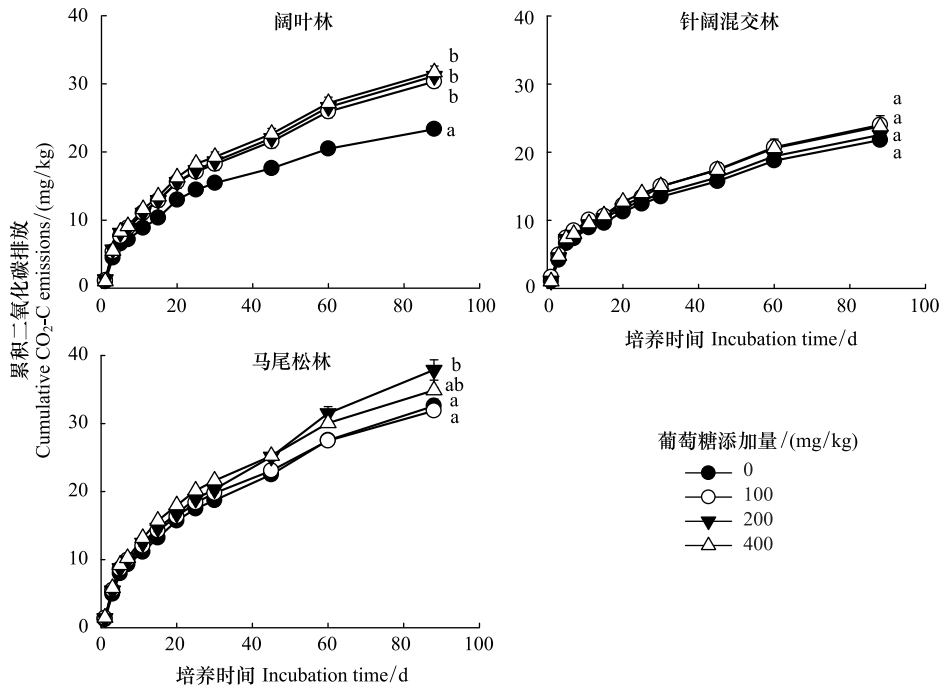 阔叶林
40
30
20
10
0
0 20 40 60 80 100
b
b
b
a
针阔混交林
40
30
20
10
0
0 20 40 60 80 100
a
a
a
a
培养时间 Incubation time/d
累积二氧化碳排放
Cumulative CO₂-C emissions/(mg/kg)
马尾松林
40
30
20
10
0
0 20 40 60 80 100
b
ab
a
a
培养时间 Incubation time/d
葡萄糖添加量/(mg/kg)
0
100
200
400